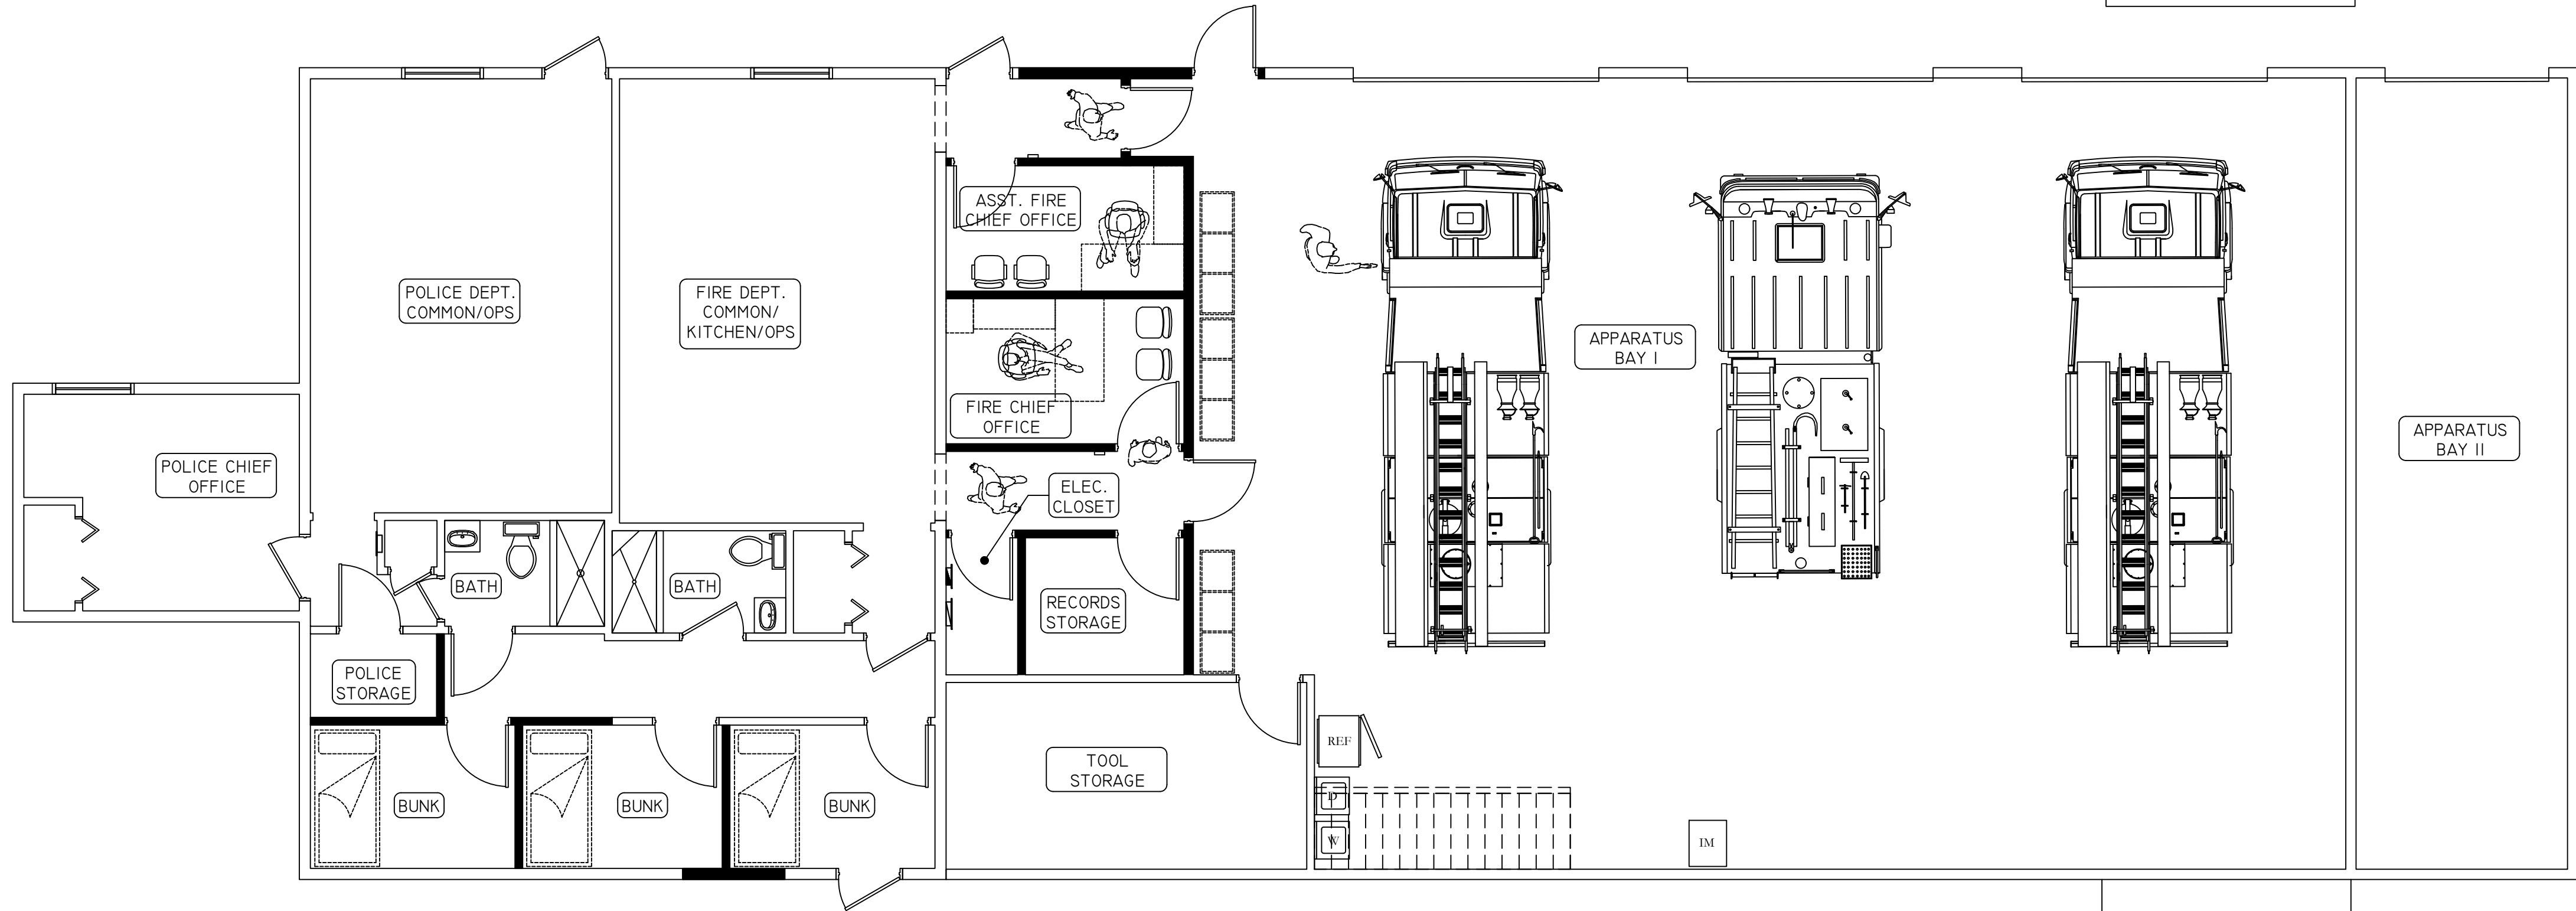 ASST. FIRE
CHIEF OFFICE
POLICE DEPT.
COMMON/OPS
FIRE DEPT.
COMMON/
KITCHEN/OPS
APPARATUS
BAY I
FIRE CHIEF
OFFICE
APPARATUS
BAY II
POLICE CHIEF
OFFICE
ELEC.
CLOSET
BATH
BATH
RECORDS
STORAGE
POLICE
STORAGE
REF
TOOL
STORAGE
BUNK
BUNK
BUNK
D
W
IM